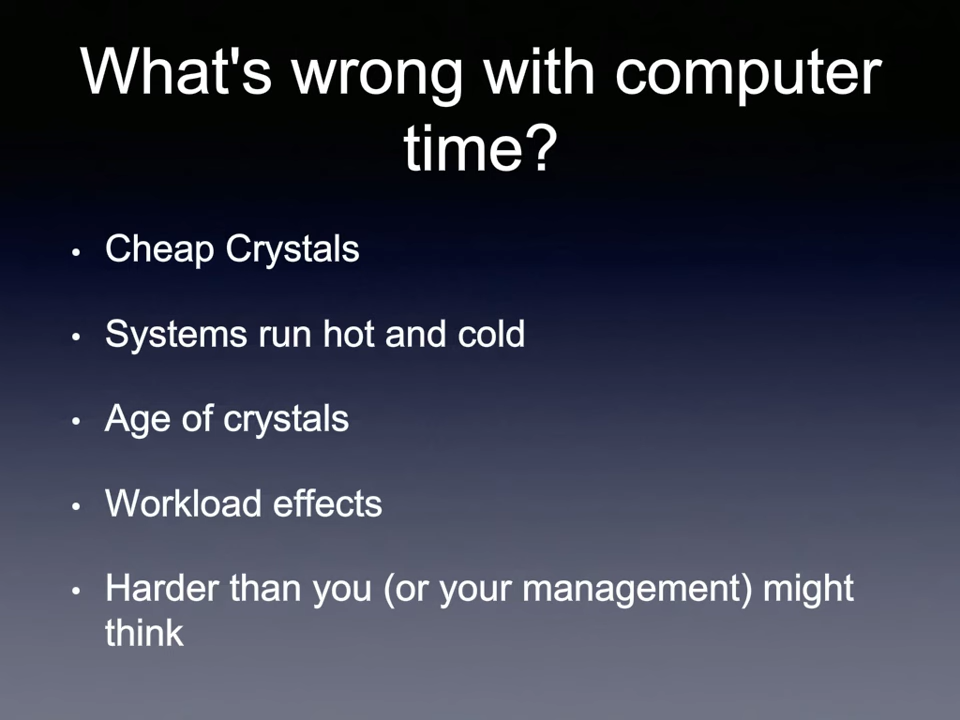 What's wrong with computer
time?
• Cheap Crystals
• Systems run hot and cold
• Age of crystals
• Workload effects
• Harder than you (or your management) might
think